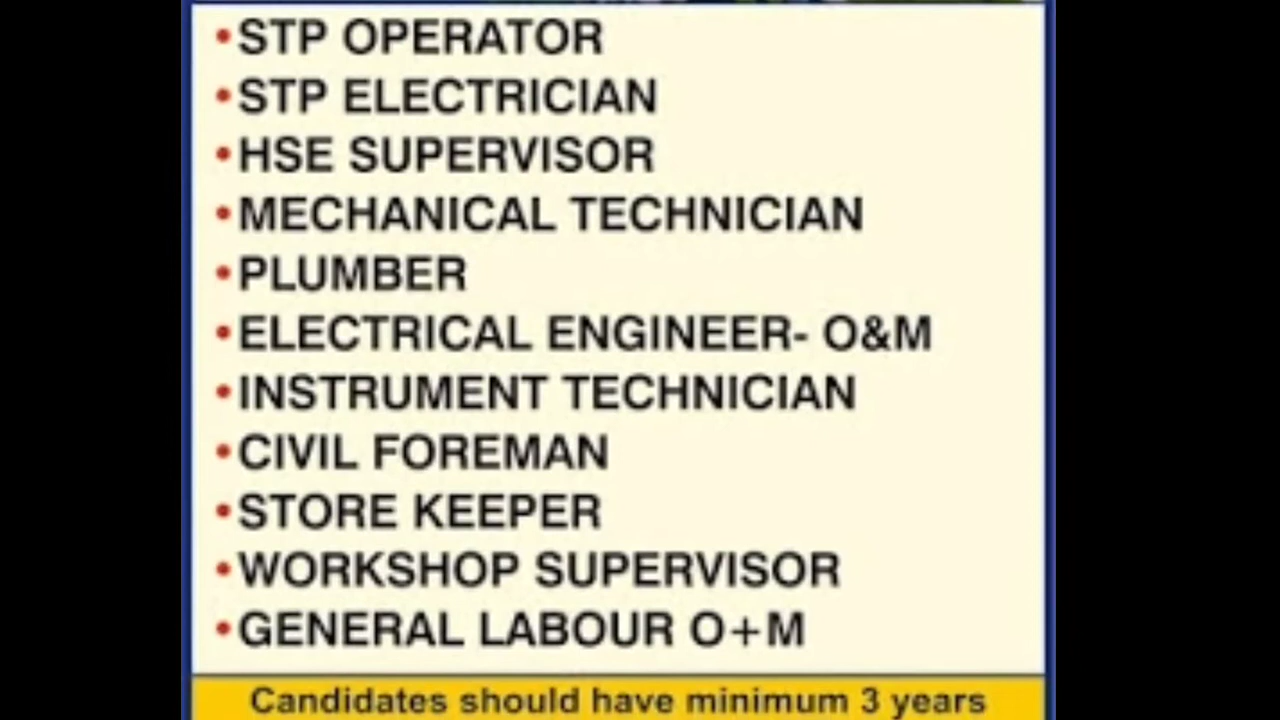 •STP OPERATOR
•STP ELECTRICIAN
•HSE SUPERVISOR
•MECHANICAL TECHNICIAN
•PLUMBER
•ELECTRICAL ENGINEER- O&M
•INSTRUMENT TECHNICIAN
•CIVIL FOREMAN
•STORE KEEPER
•WORKSHOP SUPERVISOR
•GENERAL LABOUR O+M
Candidates should have minimum 3 years